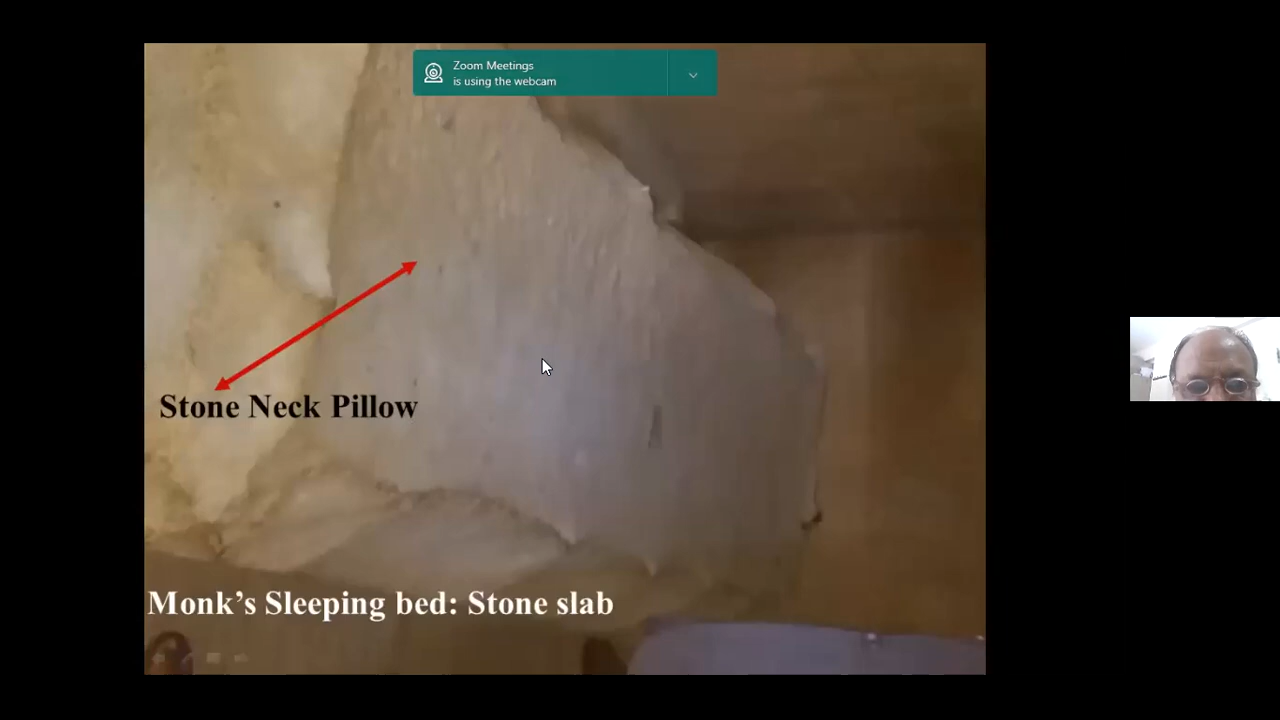 Zoom Meetings
is using the webcam
Stone Neck Pillow
Monk’s Sleeping bed: Stone slab